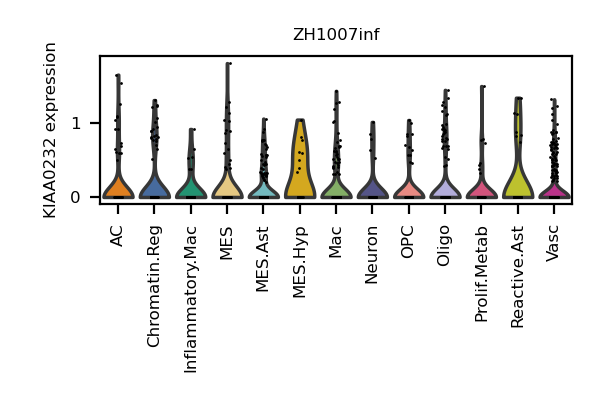 ZH1007inf
KIAA0232 expression
1
0
AC
Chromatin.Reg
Inflammatory.Mac
MES
MES.Ast
MES.Hyp
Mac
Neuron
OPC
Oligo
Prolif.Metab
Reactive.Ast
Vasc